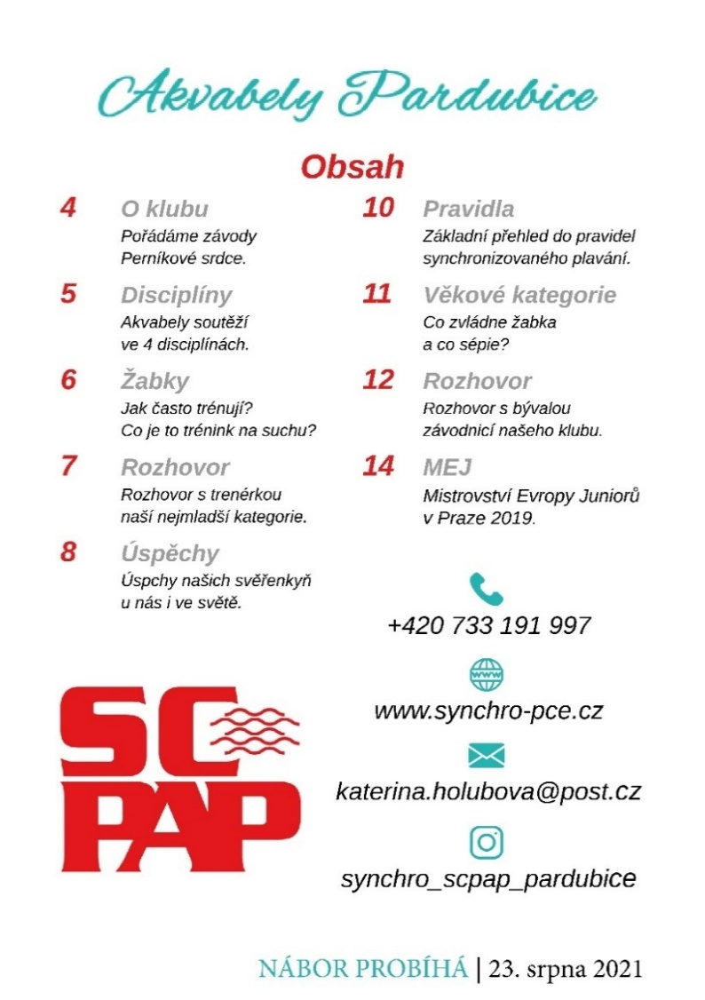 Akvabely Pardubice
Obsah
4 O klubu
Pořádáme závody
Perníkové srdce.
5 Disciplíny
Akvabely soutěží
ve 4 disciplínách.
6 Žabky
Jak často trénují?
Co je to trénink na suchu?
7 Rozhovor
Rozhovor s trenérkou
naší nejmladší kategorie.
8 Úspěchy
Úspchy našich svěřenkyň
u nás i ve světě.
10 Pravidla
Základní přehled do pravidel
synchronizovaného plavání.
11 Věkové kategorie
Co zvládne žabka
a co sépie?
12 Rozhovor
Rozhovor s bývalou
závodnicí našeho klubu.
14 MEJ
Mistrovství Evropy Juniorů
v Praze 2019.
+420 733 191 997
www
www.synchro-pce.cz
katerina.holubova@post.cz
synchro_scpap_pardubice
SC
PAP
NÁBOR PROBÍHÁ | 23. srpna 2021